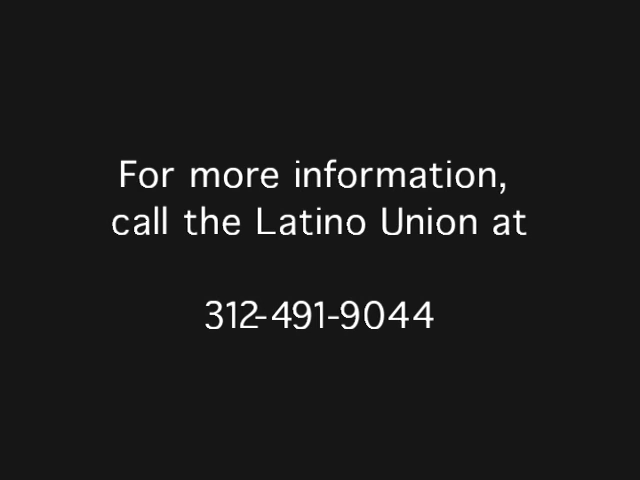 For more information,
call the Latino Union at
312-491-9044